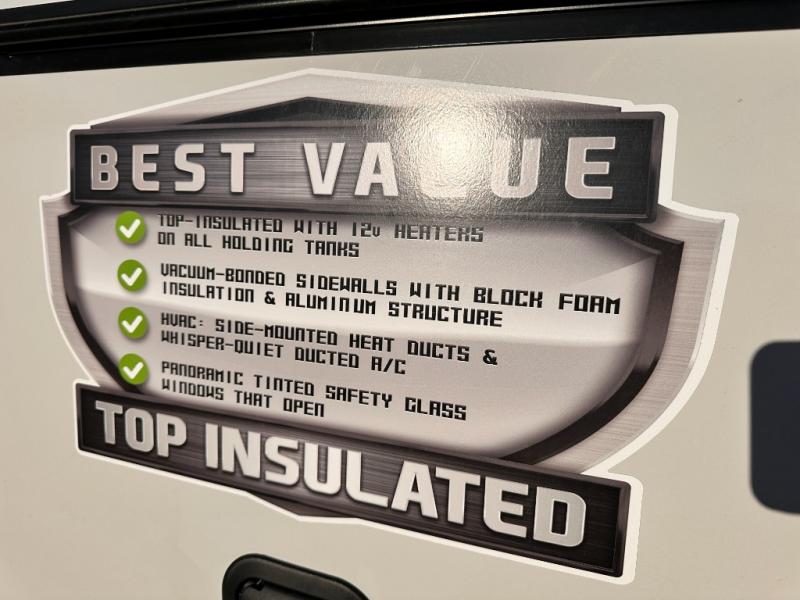 BEST VALUE
TOP-INSULATED WITH 12v HEATERS
ON ALL HOLDING TANKS
VACUUM-BONDED SIDEWALLS WITH BLOCK FOAM
INSULATION & ALUMINUM STRUCTURE
HVAC: SIDE-MOUNTED HEAT DUCTS &
WHISPER-QUIET DUCTED A/C
PANORAMIC TINTED SAFETY GLASS
WINDOWS THAT OPEN
TOP INSULATED